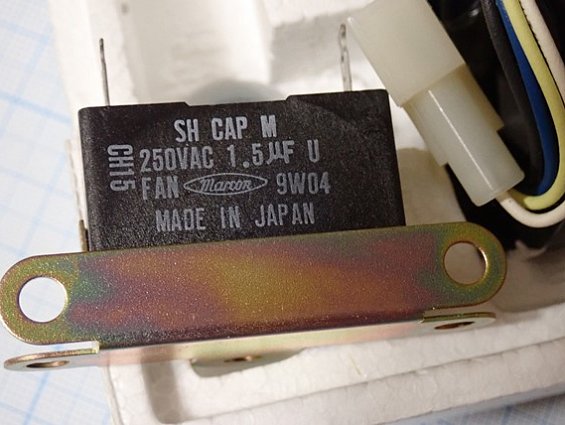 SH CAP M
CH15
250VAC 1.5μF U
FAN Marcon 9W04
MADE IN JAPAN